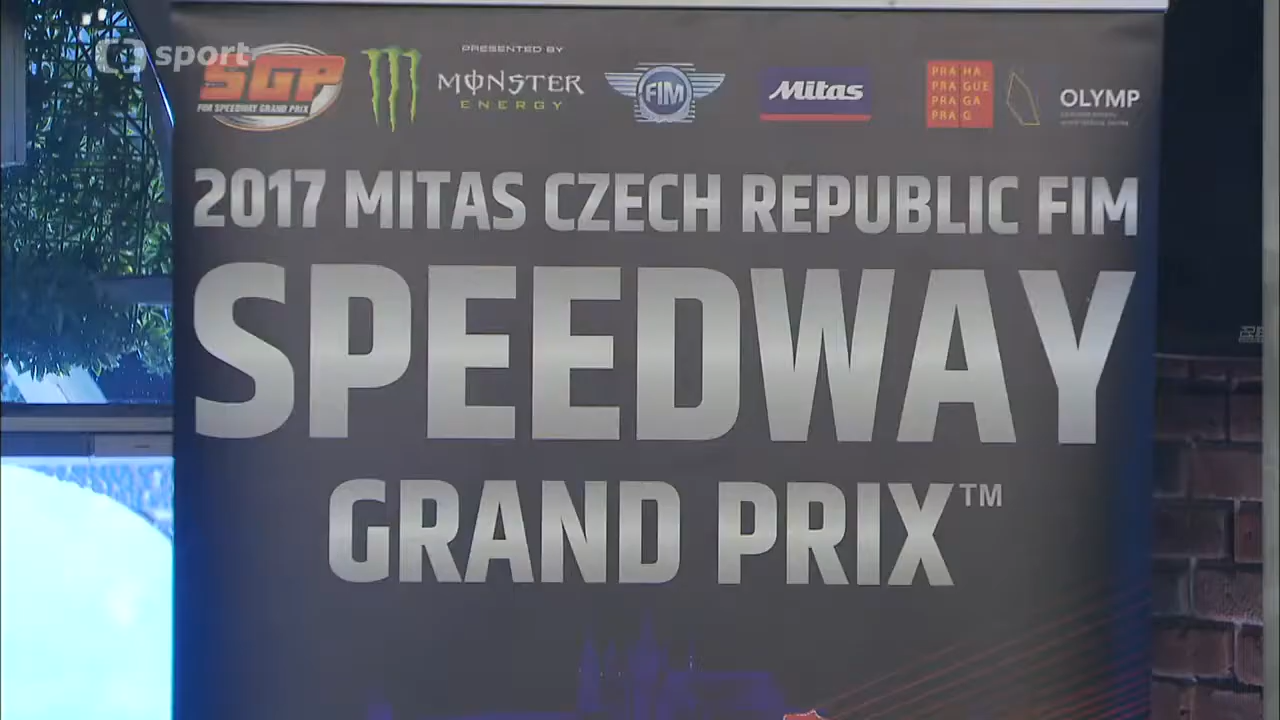 sport
SGP
FIM SPEEDWAY GRAND PRIX
PRESENTED BY
MONSTER
ENERGY
FIM
Mitas
PRA HA
PRA GUE
PRA GA
PRA G
OLYMP
2017 MITAS CZECH REPUBLIC FIM
SPEEDWAY
GRAND PRIX™